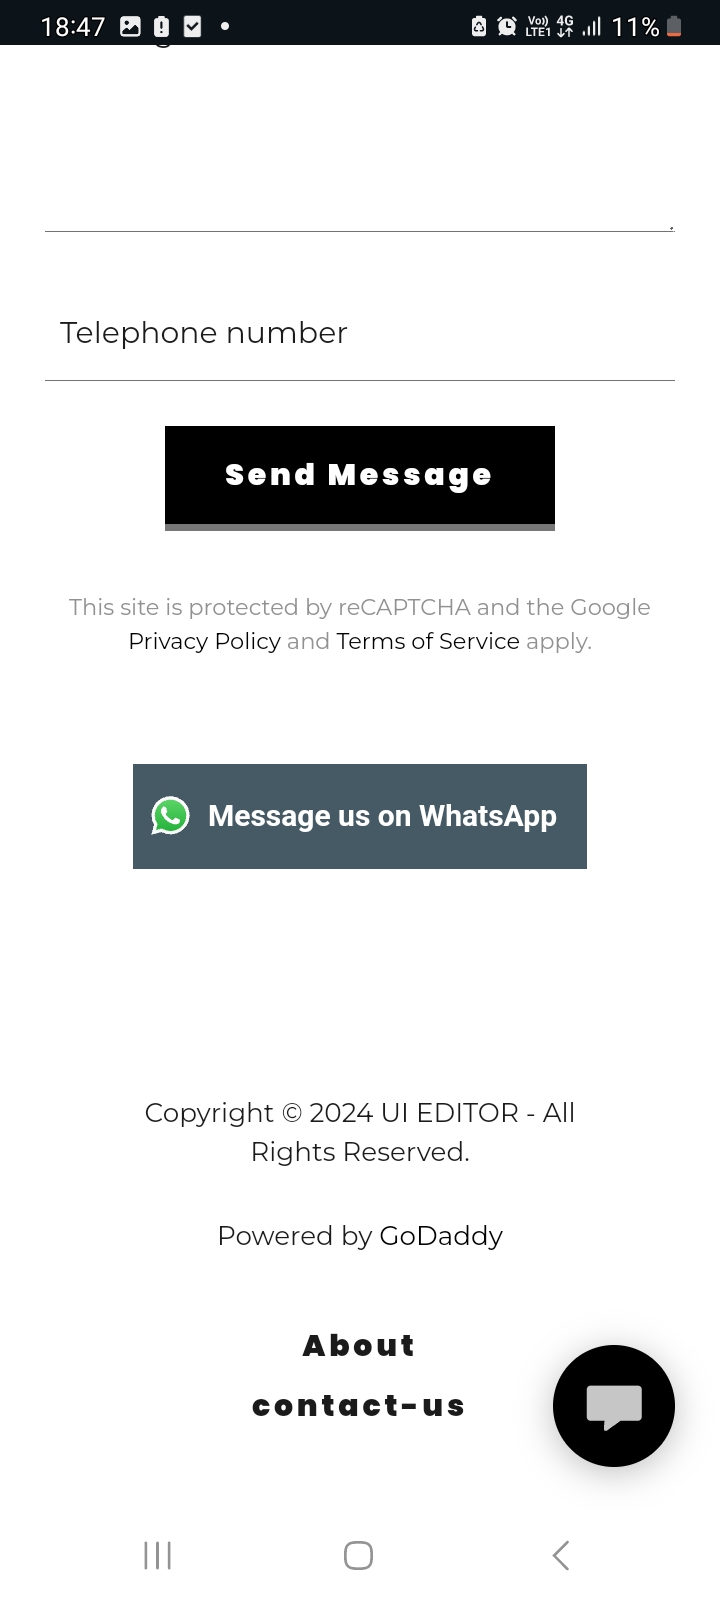 18:47
Vo)) LTE1 4G 11%
Telephone number
Send Message
This site is protected by reCAPTCHA and the Google
Privacy Policy and Terms of Service apply.
Message us on WhatsApp
Copyright © 2024 UI EDITOR - All
Rights Reserved.
Powered by GoDaddy
About
contact-us